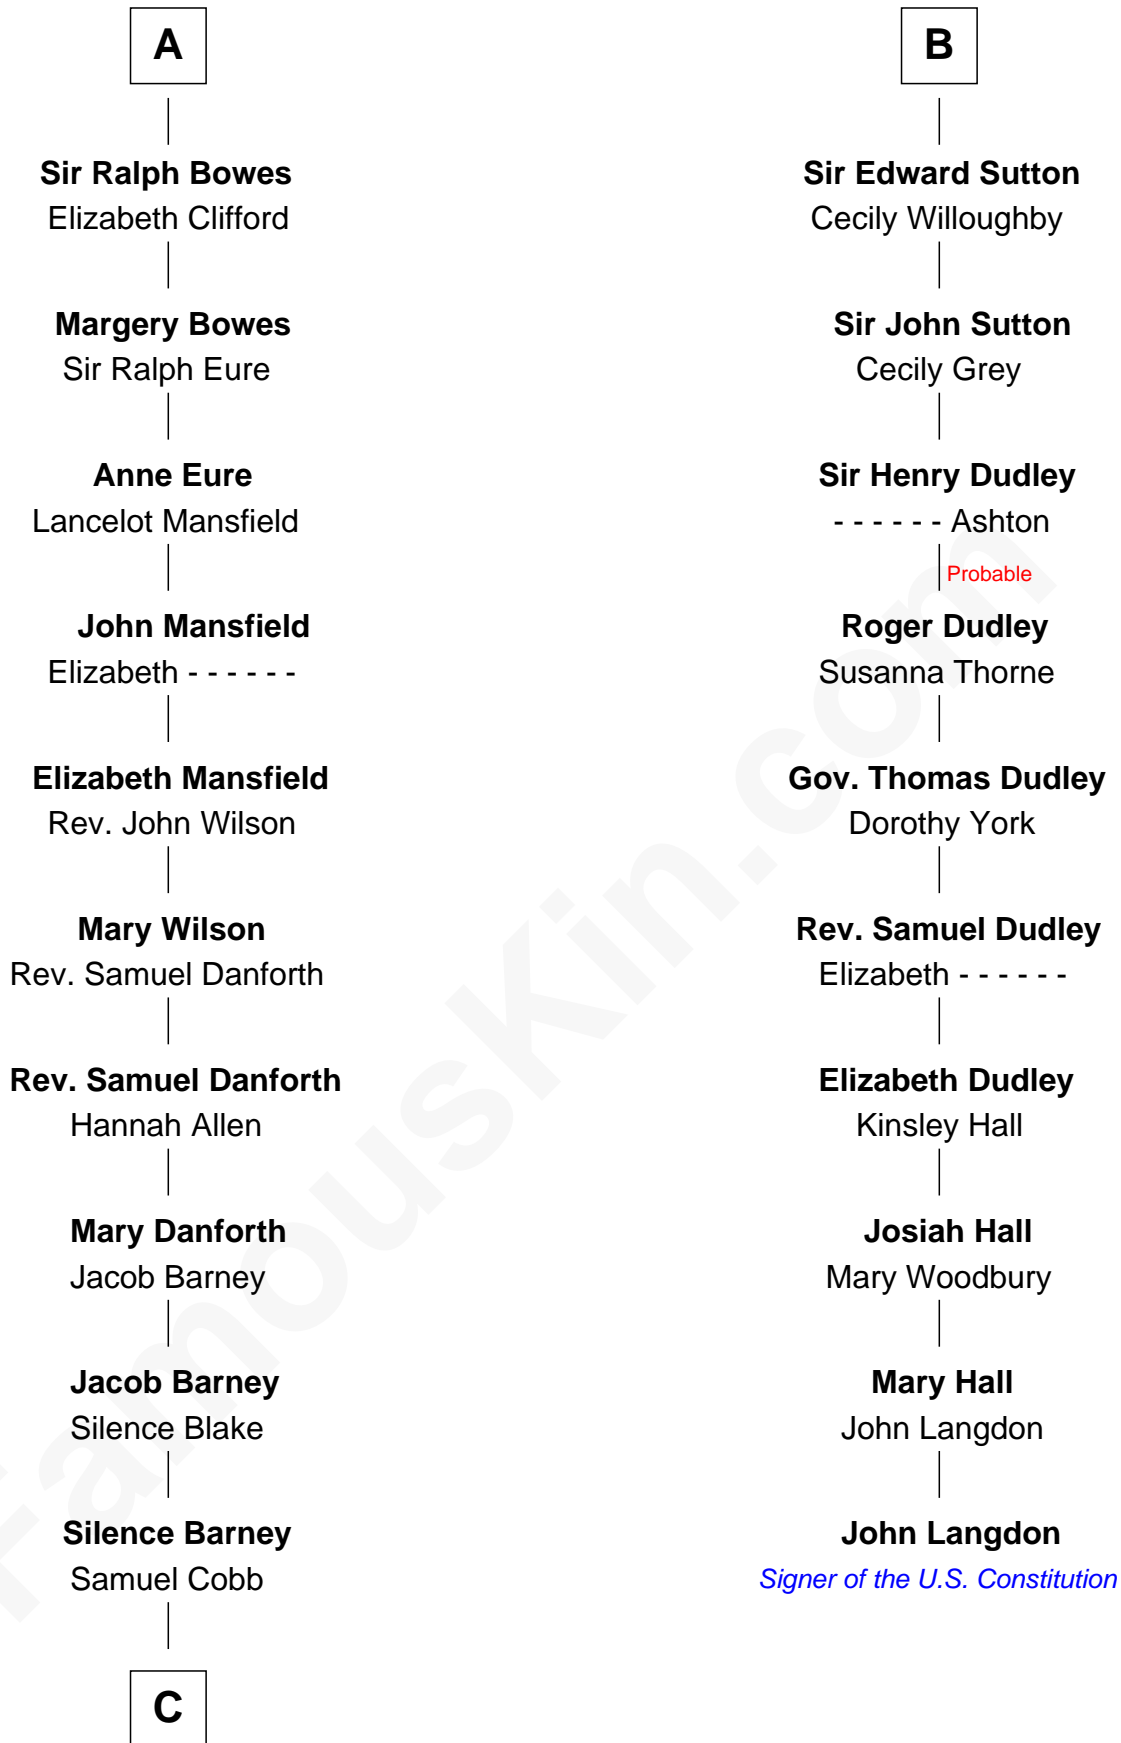 A
Sir Ralph Bowes
Elizabeth Clifford
Margery Bowes
Sir Ralph Eure
Anne Eure
Lancelot Mansfield
John Mansfield
Elizabeth - - - - - -
Elizabeth Mansfield
Rev. John Wilson
Mary Wilson
Rev. Samuel Danforth
Rev. Samuel Danforth
Hannah Allen
Mary Danforth
Jacob Barney
Jacob Barney
Silence Blake
Silence Barney
Samuel Cobb
C
B
Sir Edward Sutton
Cecily Willoughby
Sir John Sutton
Cecily Grey
Sir Henry Dudley
- - - - - - Ashton
Probable
Roger Dudley
Susanna Thorne
Gov. Thomas Dudley
Dorothy York
Rev. Samuel Dudley
Elizabeth - - - - - -
Elizabeth Dudley
Kinsley Hall
Josiah Hall
Mary Woodbury
Mary Hall
John Langdon
John Langdon
Signer of the U.S. Constitution
FamousKin.com